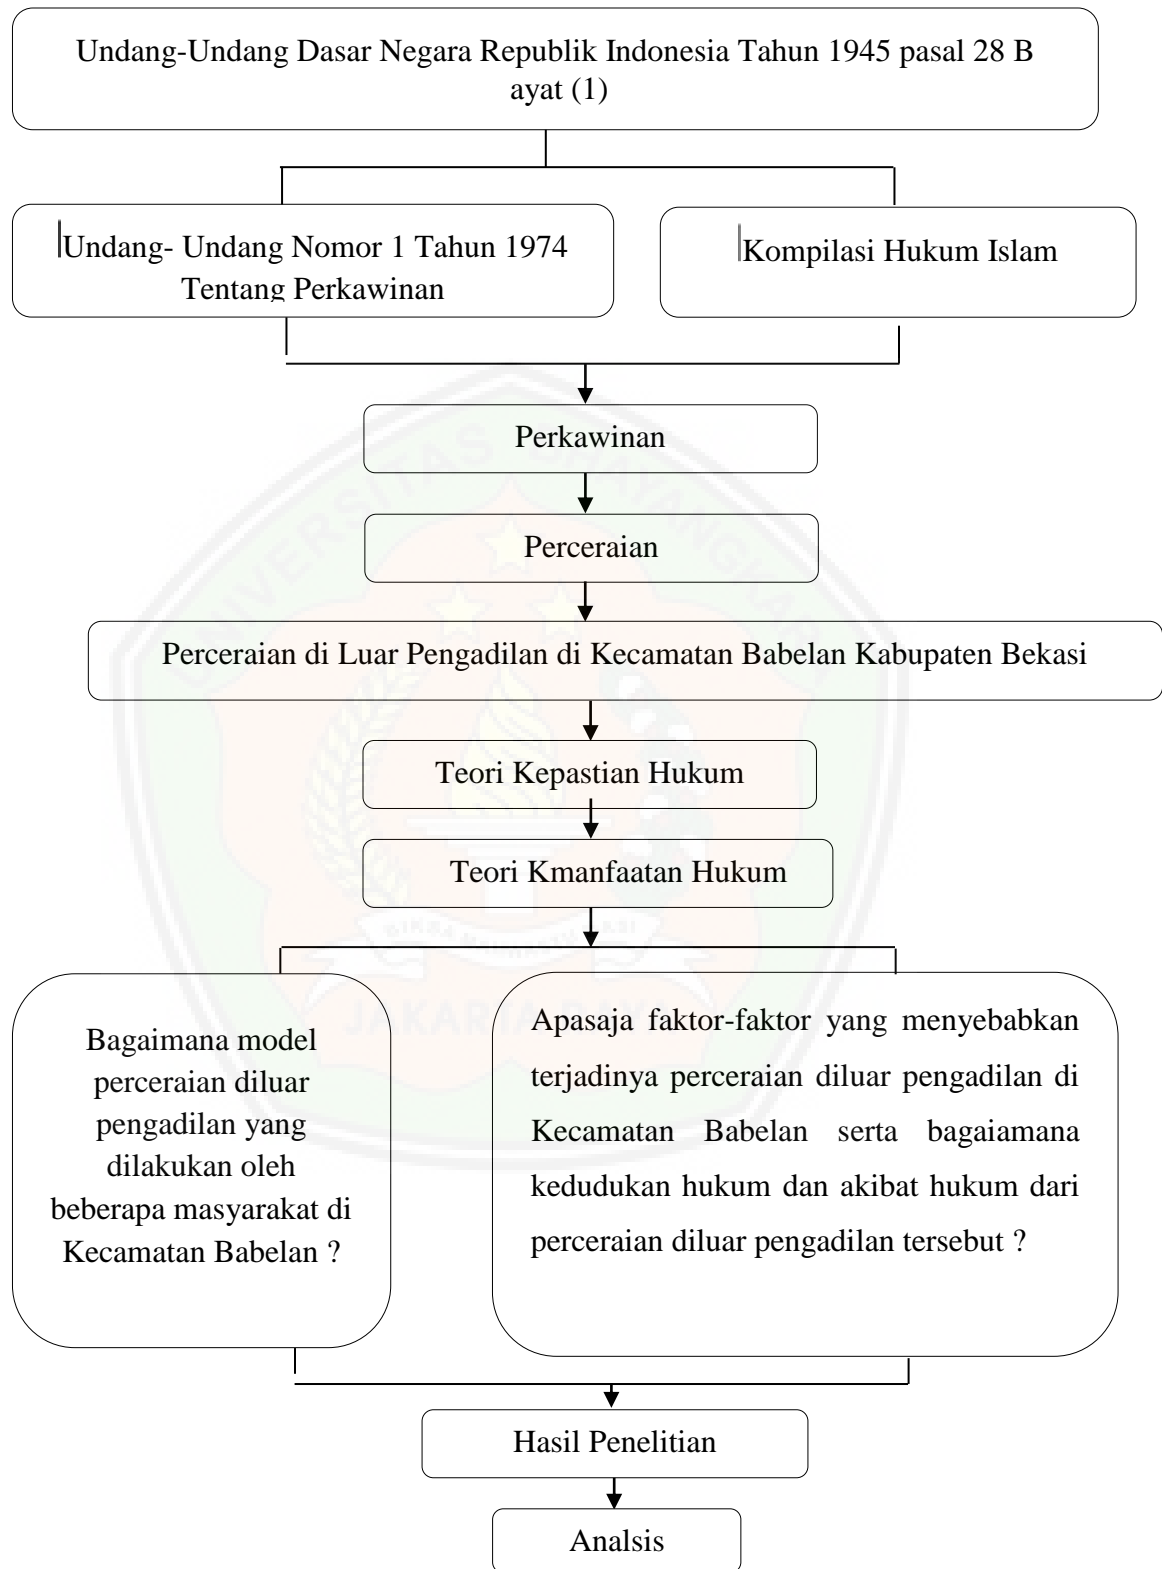 Undang-Undang Dasar Negara Republik Indonesia Tahun 1945 pasal 28 B
ayat (1)
Undang- Undang Nomor 1 Tahun 1974
Tentang Perkawinan
Kompilasi Hukum Islam
Perkawinan
Perceraian
Perceraian di Luar Pengadilan di Kecamatan Babelan Kabupaten Bekasi
Teori Kepastian Hukum
Teori Kmanfaatan Hukum
Bagaimana model
perceraian diluar
pengadilan yang
dilakukan oleh
beberapa masyarakat di
Kecamatan Babelan ?
Apasaja faktor-faktor yang menyebabkan
terjadinya perceraian diluar pengadilan di
Kecamatan Babelan serta bagaiamana
kedudukan hukum dan akibat hukum dari
perceraian diluar pengadilan tersebut ?
Hasil Penelitian
Analsis
UNIVERSITAS BHAYANGKARA
JAKARTA RAYA